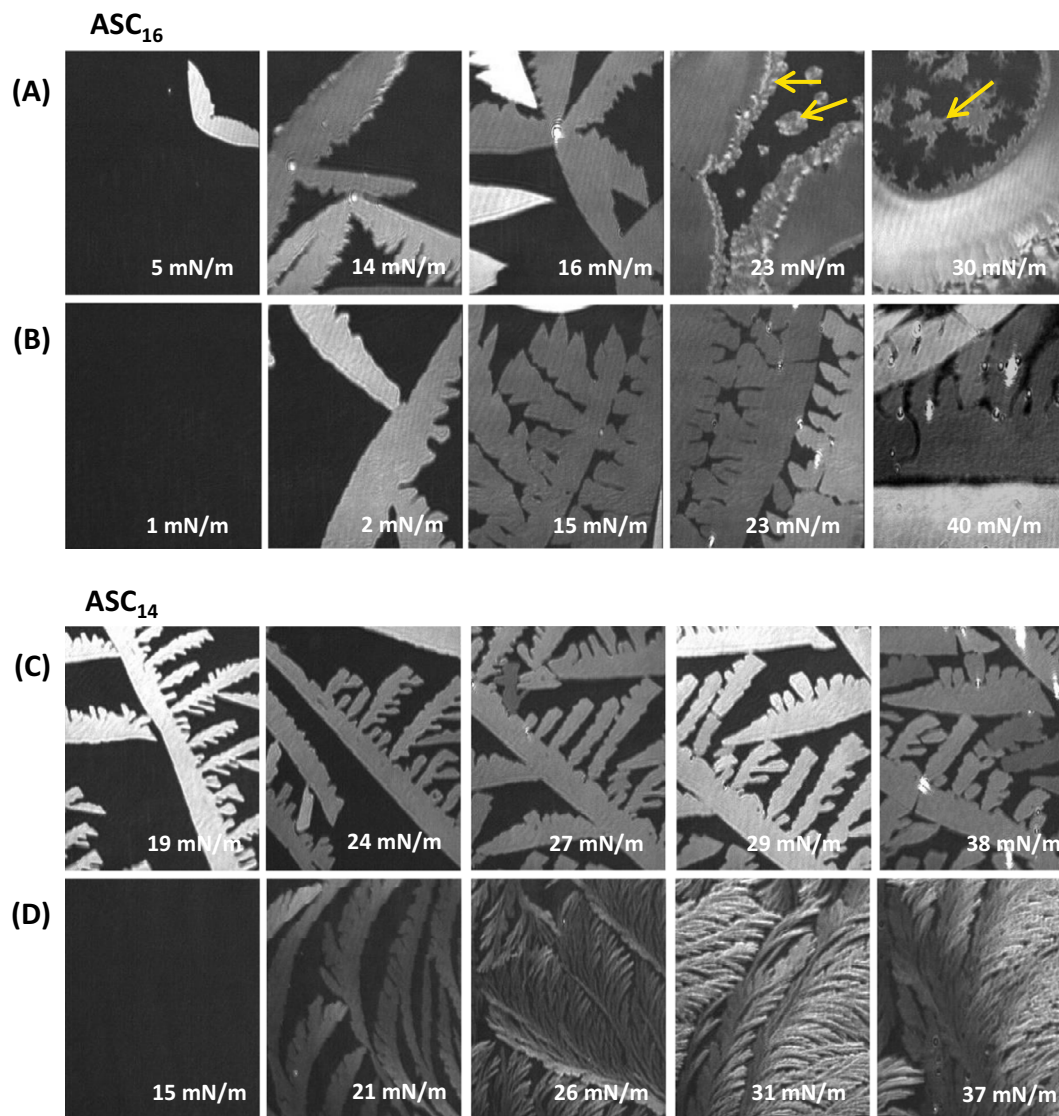 ASC₁₆
(A)
5 mN/m 14 mN/m 16 mN/m 23 mN/m 30 mN/m
(B)
1 mN/m 2 mN/m 15 mN/m 23 mN/m 40 mN/m
ASC₁₄
(C)
19 mN/m 24 mN/m 27 mN/m 29 mN/m 38 mN/m
(D)
15 mN/m 21 mN/m 26 mN/m 31 mN/m 37 mN/m